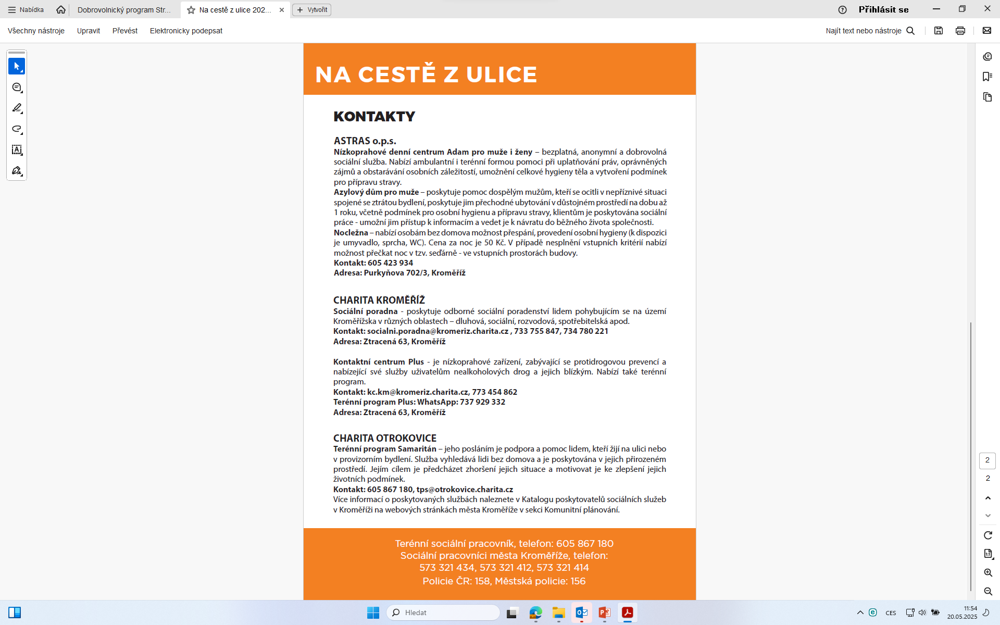 Nabídka
Dobrovolnický program Str...
Na cestě z ulice 202...
Vytvořit
Přihlásit se
Všechny nástroje
Upravit
Převést
Elektronicky podepsat
Najít text nebo nástroje
NA CESTĚ Z ULICE
KONTAKTY
ASTRAS o.p.s.
Nízkoprahové denní centrum Adam pro muže i ženy – bezplatná, anonymní a dobrovolná
sociální služba. Nabízí ambulantní i terénní formou pomoci při uplatňování práv, oprávněných
zájmů a obstarávání osobních záležitostí, umožnění celkové hygieny těla a vytvoření podmínek
pro přípravu stravy.
Azylový dům pro muže – poskytuje pomoc dospělým mužům, kteří se ocitli v nepříznivé situaci
spojené se ztrátou bydlení, poskytuje jim přechodné ubytování v důstojném prostředí na dobu až
1 roku, včetně podmínek pro osobní hygienu a přípravu stravy, klientům je poskytována sociální
práce - umožní jim přístup k informacím a vedet je k návratu do běžného života společnosti.
Nocležna – nabízí osobám bez domova možnost přespání, provedení osobní hygieny (k dispozici
je umyvadlo, sprcha, WC). Cena za noc je 50 Kč. V případě nesplnění vstupních kritérií nabízí
možnost přečkat noc v tzv. seďárně - ve vstupních prostorách budovy.
Kontakt: 605 423 934
Adresa: Purkyňova 702/3, Kroměříž
CHARITA KROMĚŘÍŽ
Sociální poradna - poskytuje odborné sociální poradenství lidem pohybujícím se na území
Kroměřížska v různých oblastech – dluhová, sociální, rozvodová, spotřebitelská apod.
Kontakt: socialni.poradna@kromeriz.charita.cz , 733 755 847, 734 780 221
Adresa: Ztracená 63, Kroměříž
Kontaktní centrum Plus - je nízkoprahové zařízení, zabývající se protidrogovou prevencí a
nabízející své služby uživatelům nealkoholových drog a jejich blízkým. Nabízí také terénní
program.
Kontakt: kc.km@kromeriz.charita.cz, 773 454 862
Terénní program Plus: WhatsApp: 737 929 332
Adresa: Ztracená 63, Kroměříž
CHARITA OTROKOVICE
Terénní program Samaritán – jeho posláním je podpora a pomoc lidem, kteří žijí na ulici nebo
v provizorním bydlení. Služba vyhledává lidi bez domova a je poskytována v jejich přirozeném
prostředí. Jejím cílem je předcházet zhoršení jejich situace a motivovat je ke zlepšení jejich
životních podmínek.
Kontakt: 605 867 180, tps@otrokovice.charita.cz
Více informací o poskytovaných službách naleznete v Katalogu poskytovatelů sociálních služeb
v Kroměříži na webových stránkách města Kroměříže v sekci Komunitní plánování.
Terénní sociální pracovník, telefon: 605 867 180
Sociální pracovníci města Kroměříže, telefon:
573 321 434, 573 321 412, 573 321 414
Policie ČR: 158, Městská policie: 156
2
2
1:1
Hledat
CES
11:54
20.05.2025